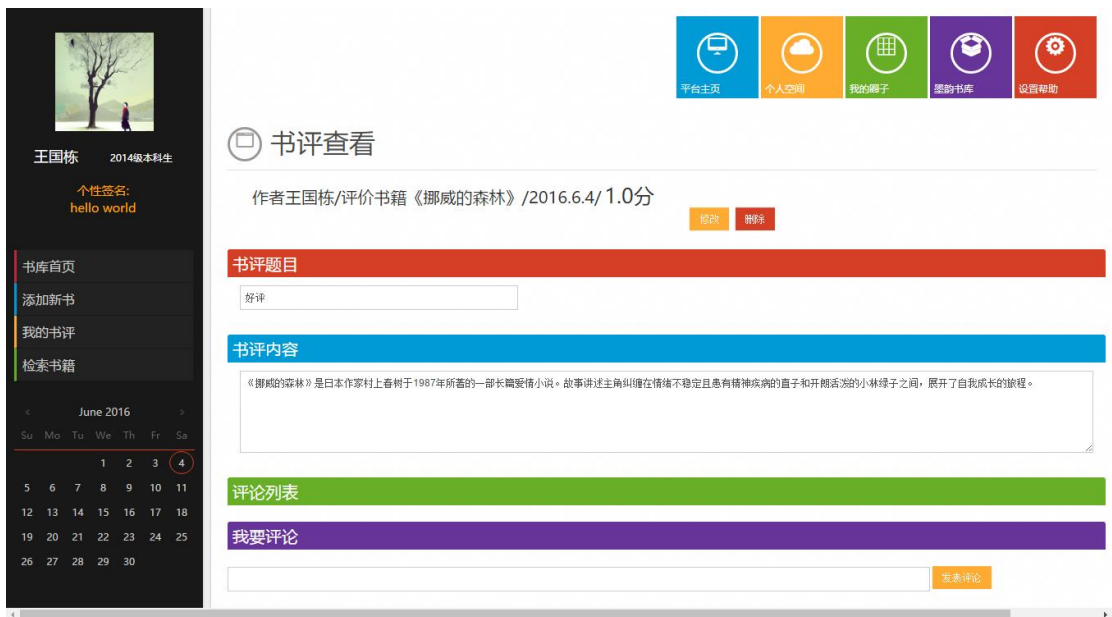 平台主页 个人空间 我的圈子 墨韵书库 设置帮助
王国栋 2014级本科生
个性签名:
hello world
书库首页
添加新书
我的书评
检索书籍
< June 2016 >
Su Mo Tu We Th Fr Sa
1 2 3 4
5 6 7 8 9 10 11
12 13 14 15 16 17 18
19 20 21 22 23 24 25
26 27 28 29 30
书评查看
作者王国栋/评价书籍《挪威的森林》/2016.6.4/ 1.0分
修改 删除
书评题目
好评
书评内容
《挪威的森林》是日本作家村上春树于1987年所著的一部长篇爱情小说。故事讲述主角纠缠在情绪不稳定且患有精神疾病的直子和开朗活泼的小林绿子之间，展开了自我成长的旅程。
评论列表
我要评论
发表评论